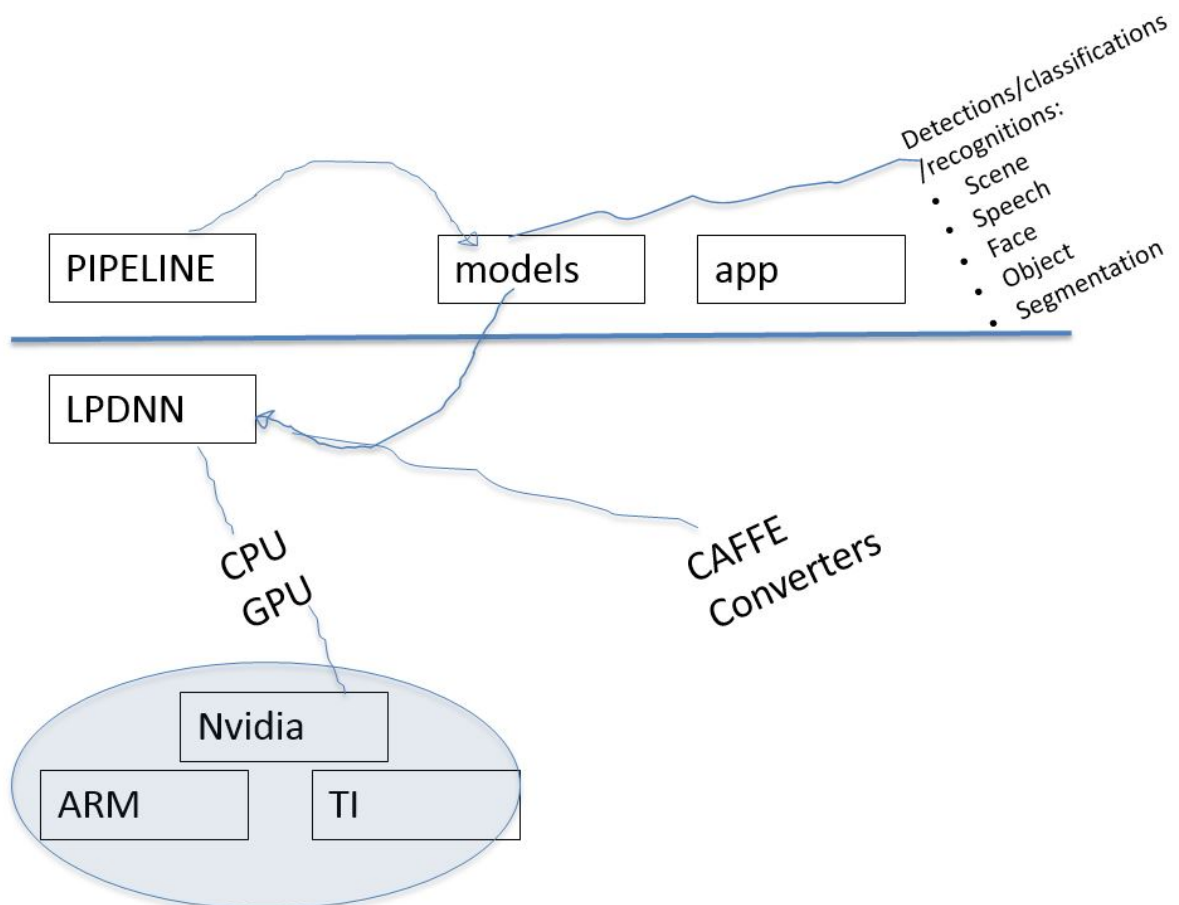 Detections/classifications
/recognitions:
• Scene
• Speech
• Face
• Object
• Segmentation
PIPELINE
models
app
LPDNN
CPU
GPU
CAFFE
Converters
Nvidia
ARM
TI